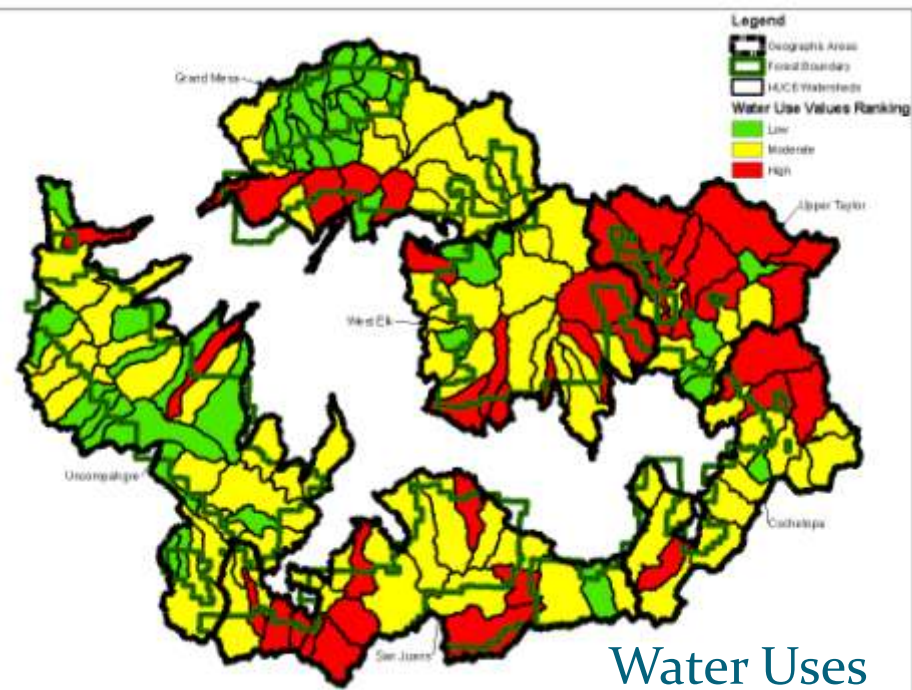 Legend
Geographic Areas
Forest Boundary
HUC6 Watersheds
Water Use Values Ranking
Low
Moderate
High
Grand Mesa
Upper Taylor
West Elk
Uncompahgre
Cochetopa
San Juans
Water Uses